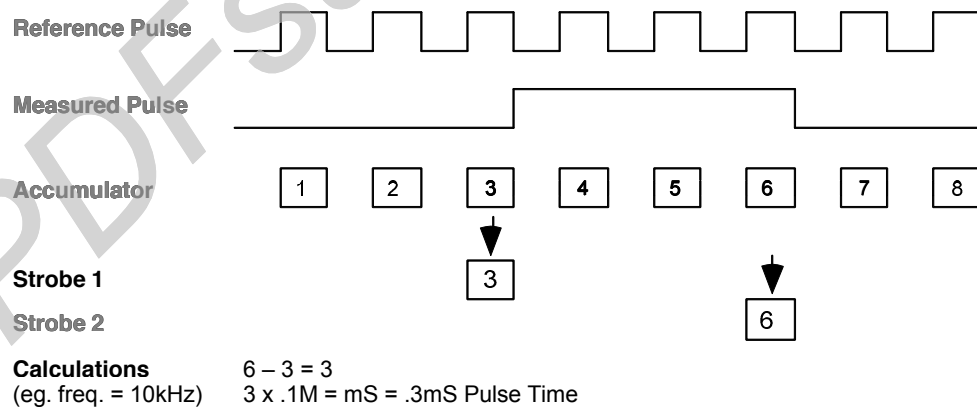 Reference Pulse
Measured Pulse
Accumulator 1 2 3 4 5 6 7 8
Strobe 1 3
Strobe 2 6
Calculations 6 – 3 = 3
(eg. freq. = 10kHz) 3 x .1M = mS = .3mS Pulse Time